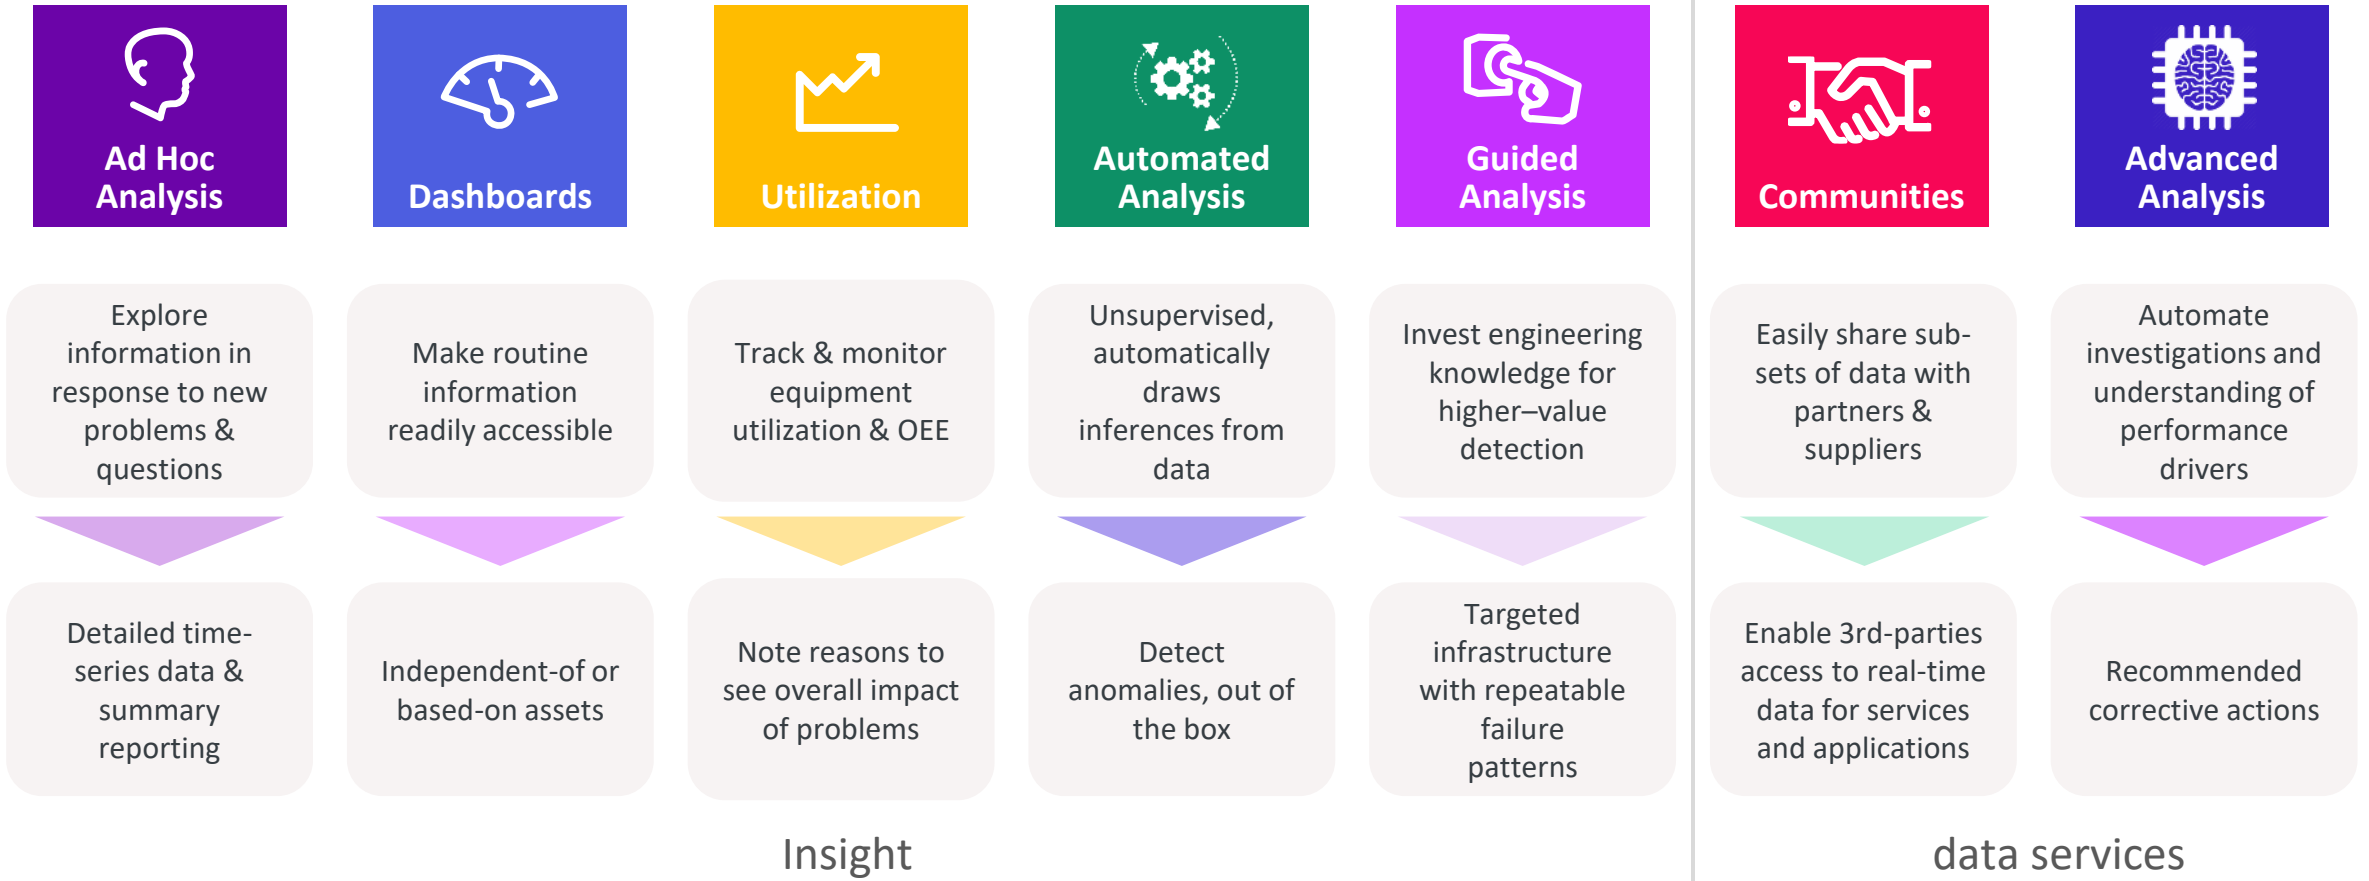 Ad Hoc
Analysis
Dashboards
Utilization
Automated
Analysis
Guided
Analysis
Communities
Advanced
Analysis
Explore
information in
response to new
problems &
questions
Make routine
information
readily accessible
Track & monitor
equipment
utilization & OEE
Unsupervised,
automatically
draws
inferences from
data
Invest engineering
knowledge for
higher–value
detection
Easily share sub-
sets of data with
partners &
suppliers
Automate
investigations and
understanding of
performance
drivers
Detailed time-
series data &
summary
reporting
Independent-of or
based-on assets
Note reasons to
see overall impact
of problems
Detect
anomalies, out of
the box
Targeted
infrastructure
with repeatable
failure
patterns
Enable 3rd-parties
access to real-time
data for services
and applications
Recommended
corrective actions
Insight
data services